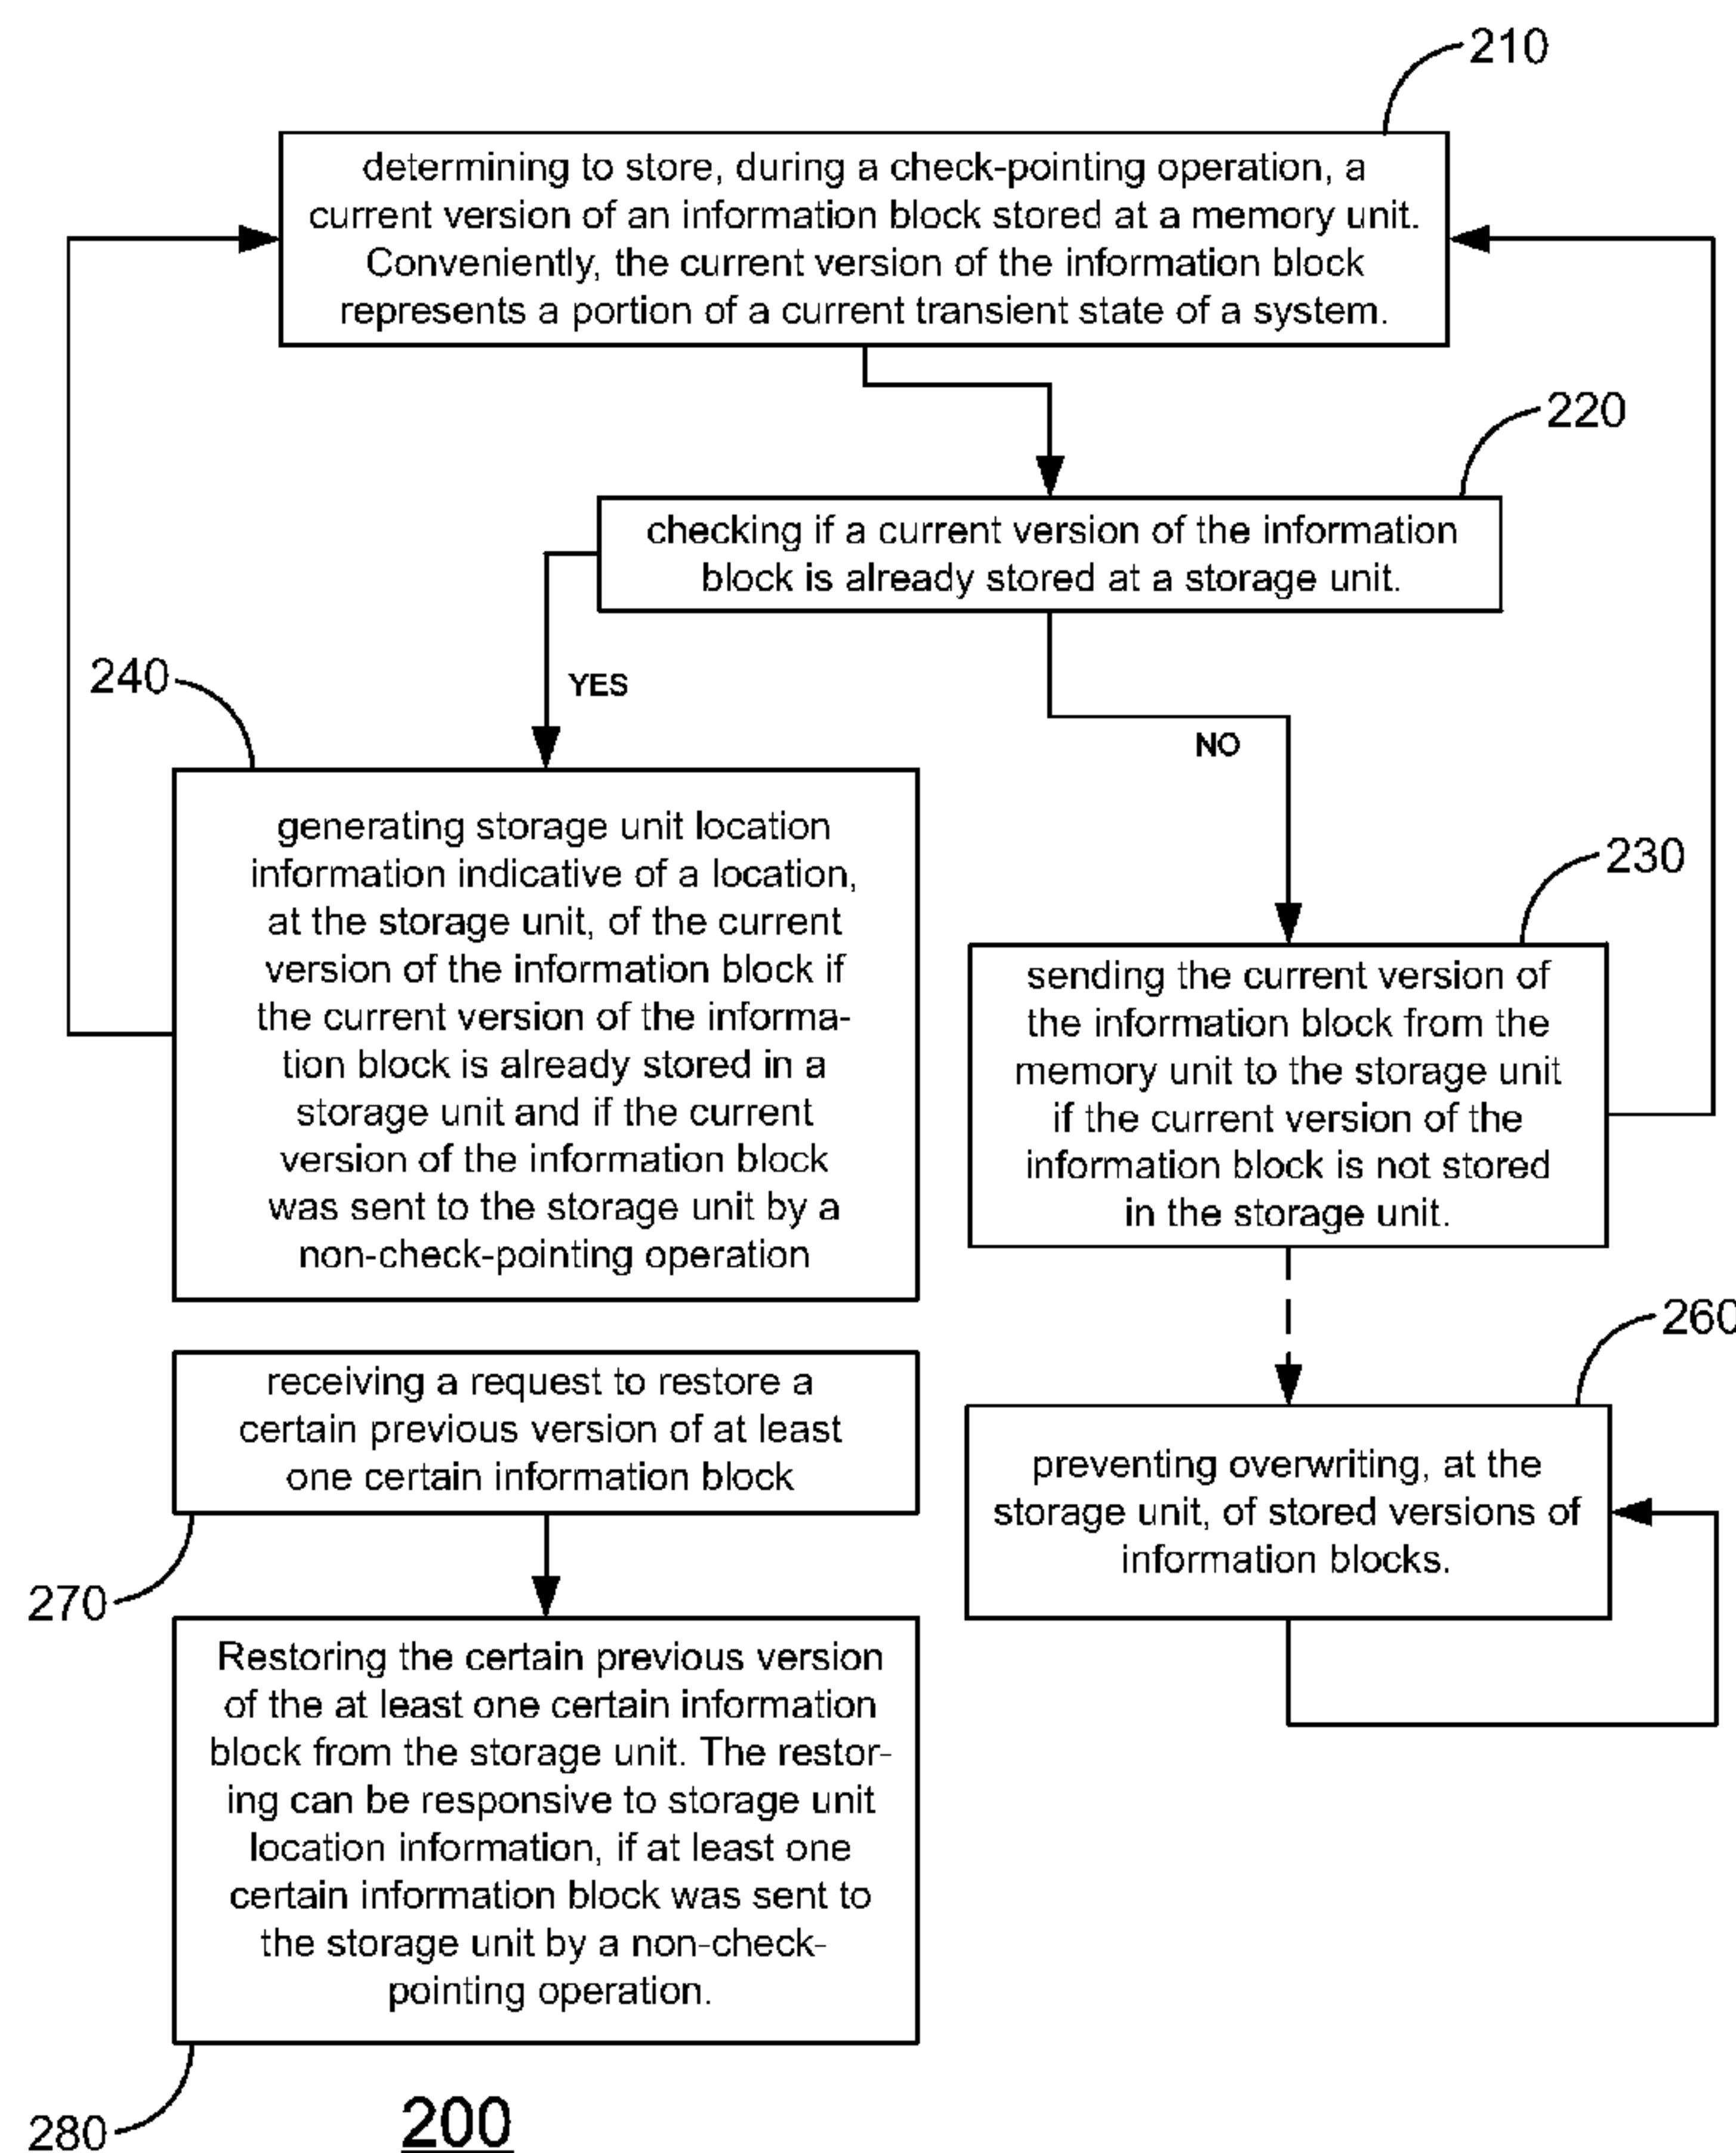 210
determining to store, during a check-pointing operation, a
current version of an information block stored at a memory unit.
Conveniently, the current version of the information block
represents a portion of a current transient state of a system.
220
checking if a current version of the information
block is already stored at a storage unit.
240
YES
NO
generating storage unit location
information indicative of a location,
at the storage unit, of the current
version of the information block if
the current version of the informa-
tion block is already stored in a
storage unit and if the current
version of the information block
was sent to the storage unit by a
non-check-pointing operation
230
sending the current version of
the information block from the
memory unit to the storage unit
if the current version of the
information block is not stored
in the storage unit.
260
preventing overwriting, at the
storage unit, of stored versions of
information blocks.
receiving a request to restore a
certain previous version of at least
one certain information block
270
Restoring the certain previous version
of the at least one certain information
block from the storage unit. The restor-
ing can be responsive to storage unit
location information, if at least one
certain information block was sent to
the storage unit by a non-check-
pointing operation.
280
200